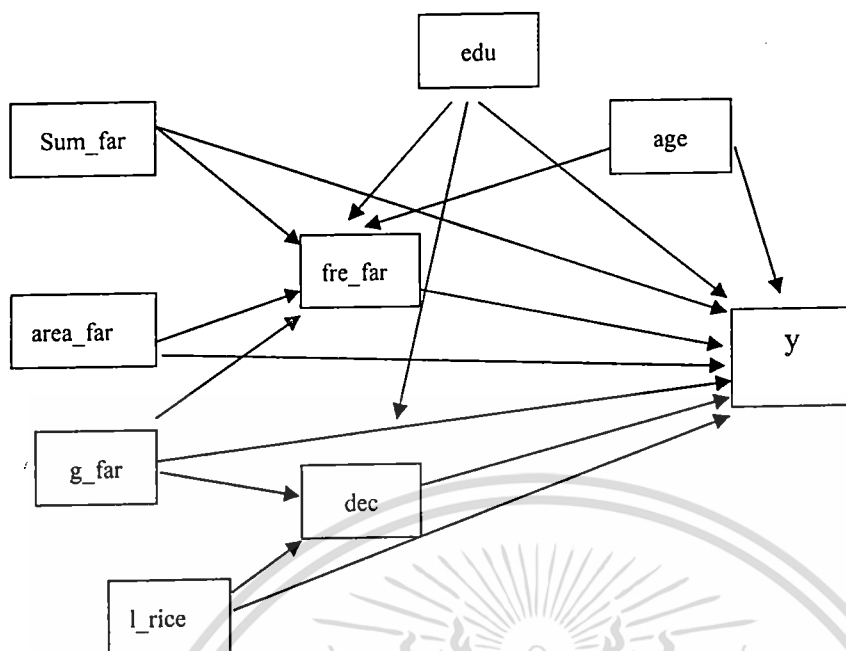 edu
Sum_far
age
fre_far
area_far
y
g_far
dec
l_rice